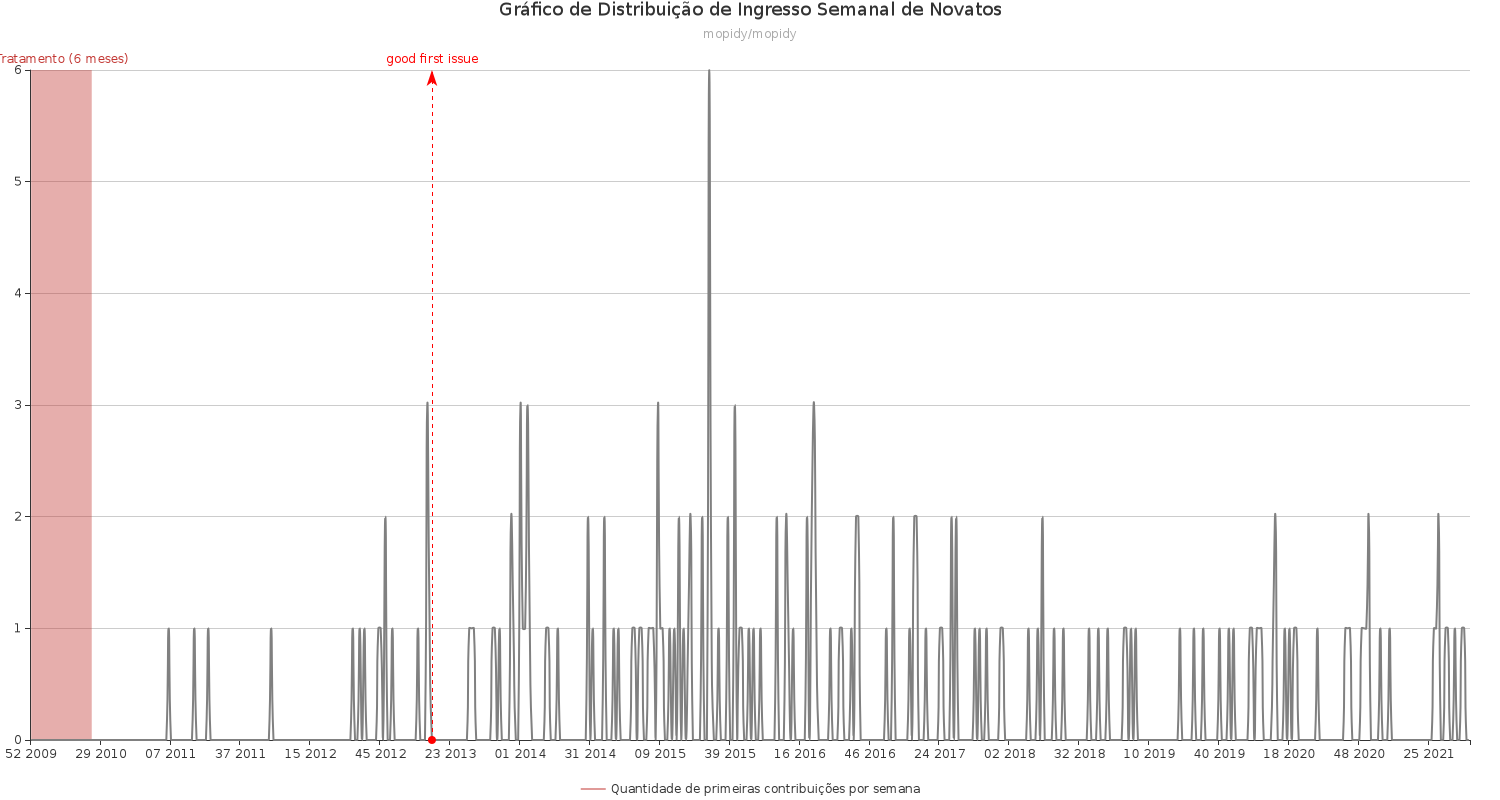 Gráfico de Distribuição de Ingresso Semanal de Novatos
mopidy/mopidy
Tratamento (6 meses)
good first issue
6
5
4
3
2
1
0
52 2009 29 2010 07 2011 37 2011 15 2012 45 2012 23 2013 01 2014 31 2014 09 2015 39 2015 16 2016 46 2016 24 2017 02 2018 32 2018 10 2019 40 2019 18 2020 48 2020 25 2021
Quantidade de primeiras contribuições por semana